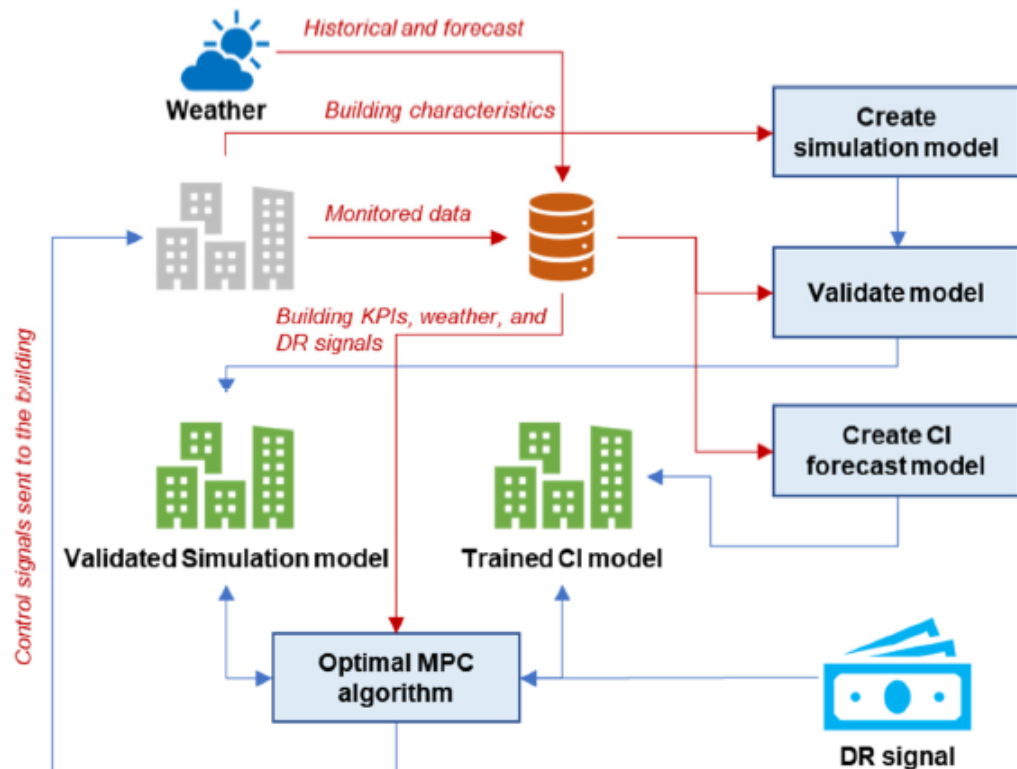 Historical and forecast
Weather
Building characteristics
Create
simulation model
Monitored data
Validate model
Building KPIs, weather, and
DR signals
Control signals sent to the building
Create CI
forecast model
Validated Simulation model
Trained CI model
Optimal MPC
algorithm
DR signal